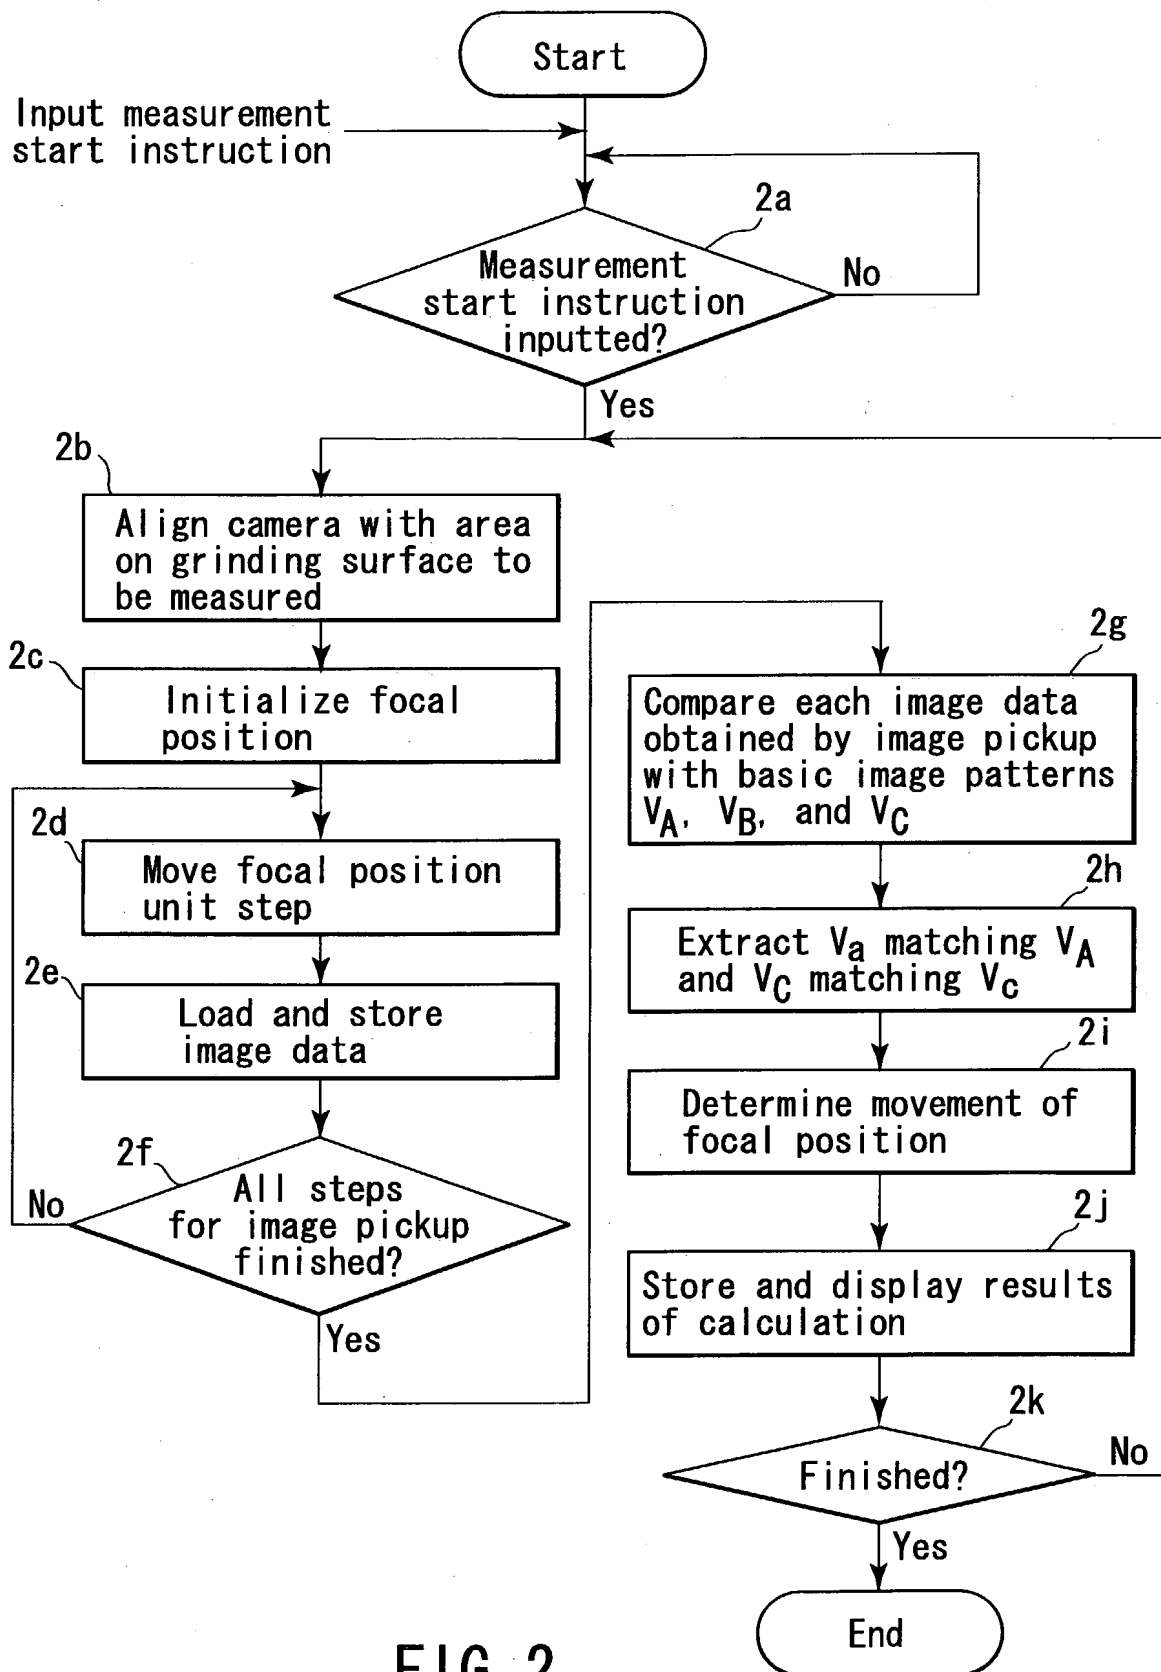 Start
Input measurement
start instruction
2a
Measurement
start instruction
inputted?
No
Yes
2b
Align camera with area
on grinding surface to
be measured
2c
Initialize focal
position
2d
Move focal position
unit step
2e
Load and store
image data
2f
All steps
for image pickup
finished?
No
Yes
2g
Compare each image data
obtained by image pickup
with basic image patterns
VA, VB, and VC
2h
Extract Va matching VA
and VC matching Vc
2i
Determine movement of
focal position
2j
Store and display results
of calculation
2k
Finished?
No
Yes
End
FIG. 2